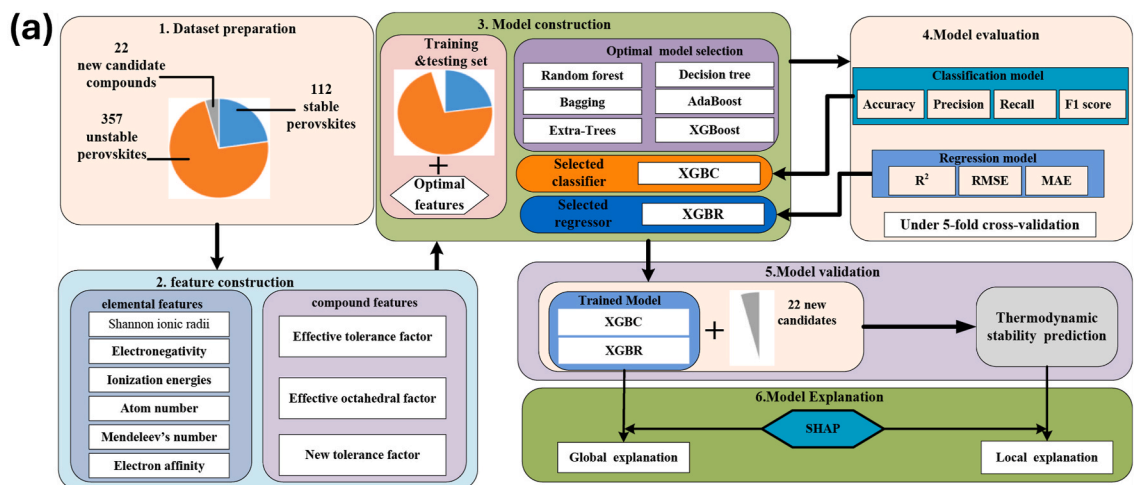 (a)
1. Dataset preparation
22
new candidate
compounds
112
stable
perovskites
357
unstable
perovskites
2. feature construction
elemental features
Shannon ionic radii
Electronegativity
Ionization energies
Atom number
Mendeleev's number
Electron affinity
compound features
Effective tolerance factor
Effective octahedral factor
New tolerance factor
3. Model construction
Training
&testing set
+
Optimal
features
Optimal model selection
Random forest
Decision tree
Bagging
AdaBoost
Extra-Trees
XGBoost
Selected
classifier
XGBC
Selected
regressor
XGBR
4.Model evaluation
Classification model
Accuracy
Precision
Recall
F1 score
Regression model
R²
RMSE
MAE
Under 5-fold cross-validation
5.Model validation
Trained Model
XGBC
XGBR
+
22 new
candidates
Thermodynamic
stability prediction
6.Model Explanation
SHAP
Global explanation
Local explanation